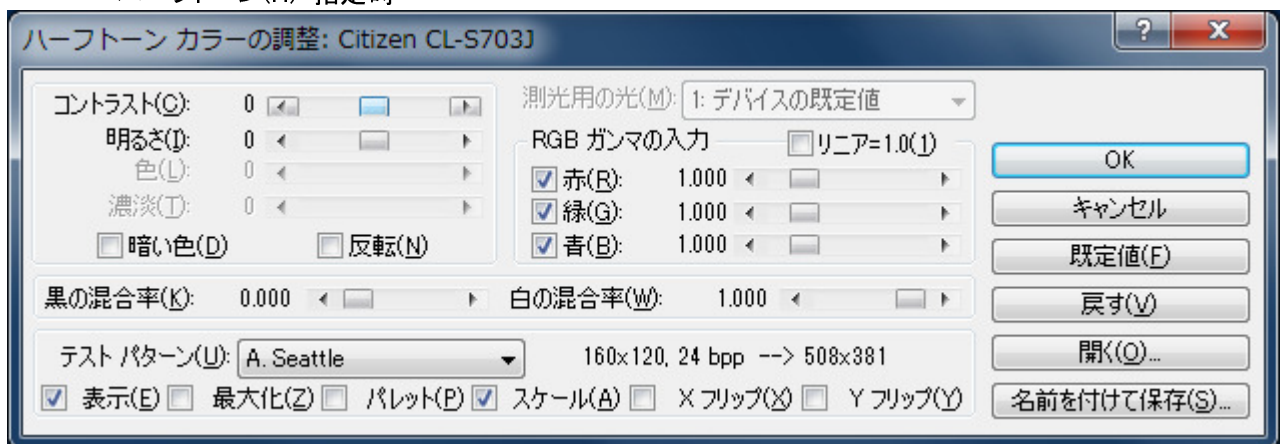 ハーフトーン カラーの調整: Citizen CL-S703J
? x
コントラスト(C): 0
明るさ(I): 0
色(L): 0
濃淡(T): 0
暗い色(D) 反転(N)
測光用の光(M): 1: デバイスの既定値
RGB ガンマの入力 リニア=1.0(1)
赤(R): 1.000
緑(G): 1.000
青(B): 1.000
黒の混合率(K): 0.000 白の混合率(W): 1.000
テスト パターン(U): A. Seattle 160x120, 24 bpp --> 508x381
表示(E) 最大化(Z) パレット(P) スケール(A) X フリップ(X) Y フリップ(Y)
OK
キャンセル
既定値(F)
戻す(V)
開く(O)...
名前を付けて保存(S)...